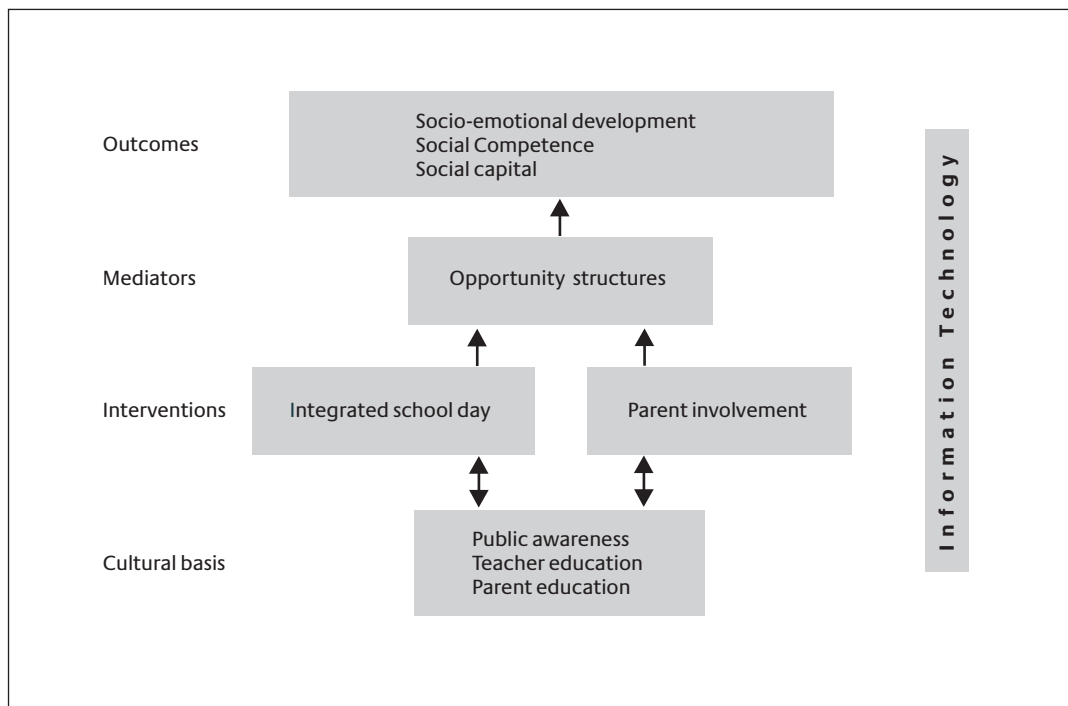 Outcomes
Socio-emotional development
Social Competence
Social capital
Mediators
Opportunity structures
Interventions
Integrated school day
Parent involvement
Cultural basis
Public awareness
Teacher education
Parent education
Information Technology